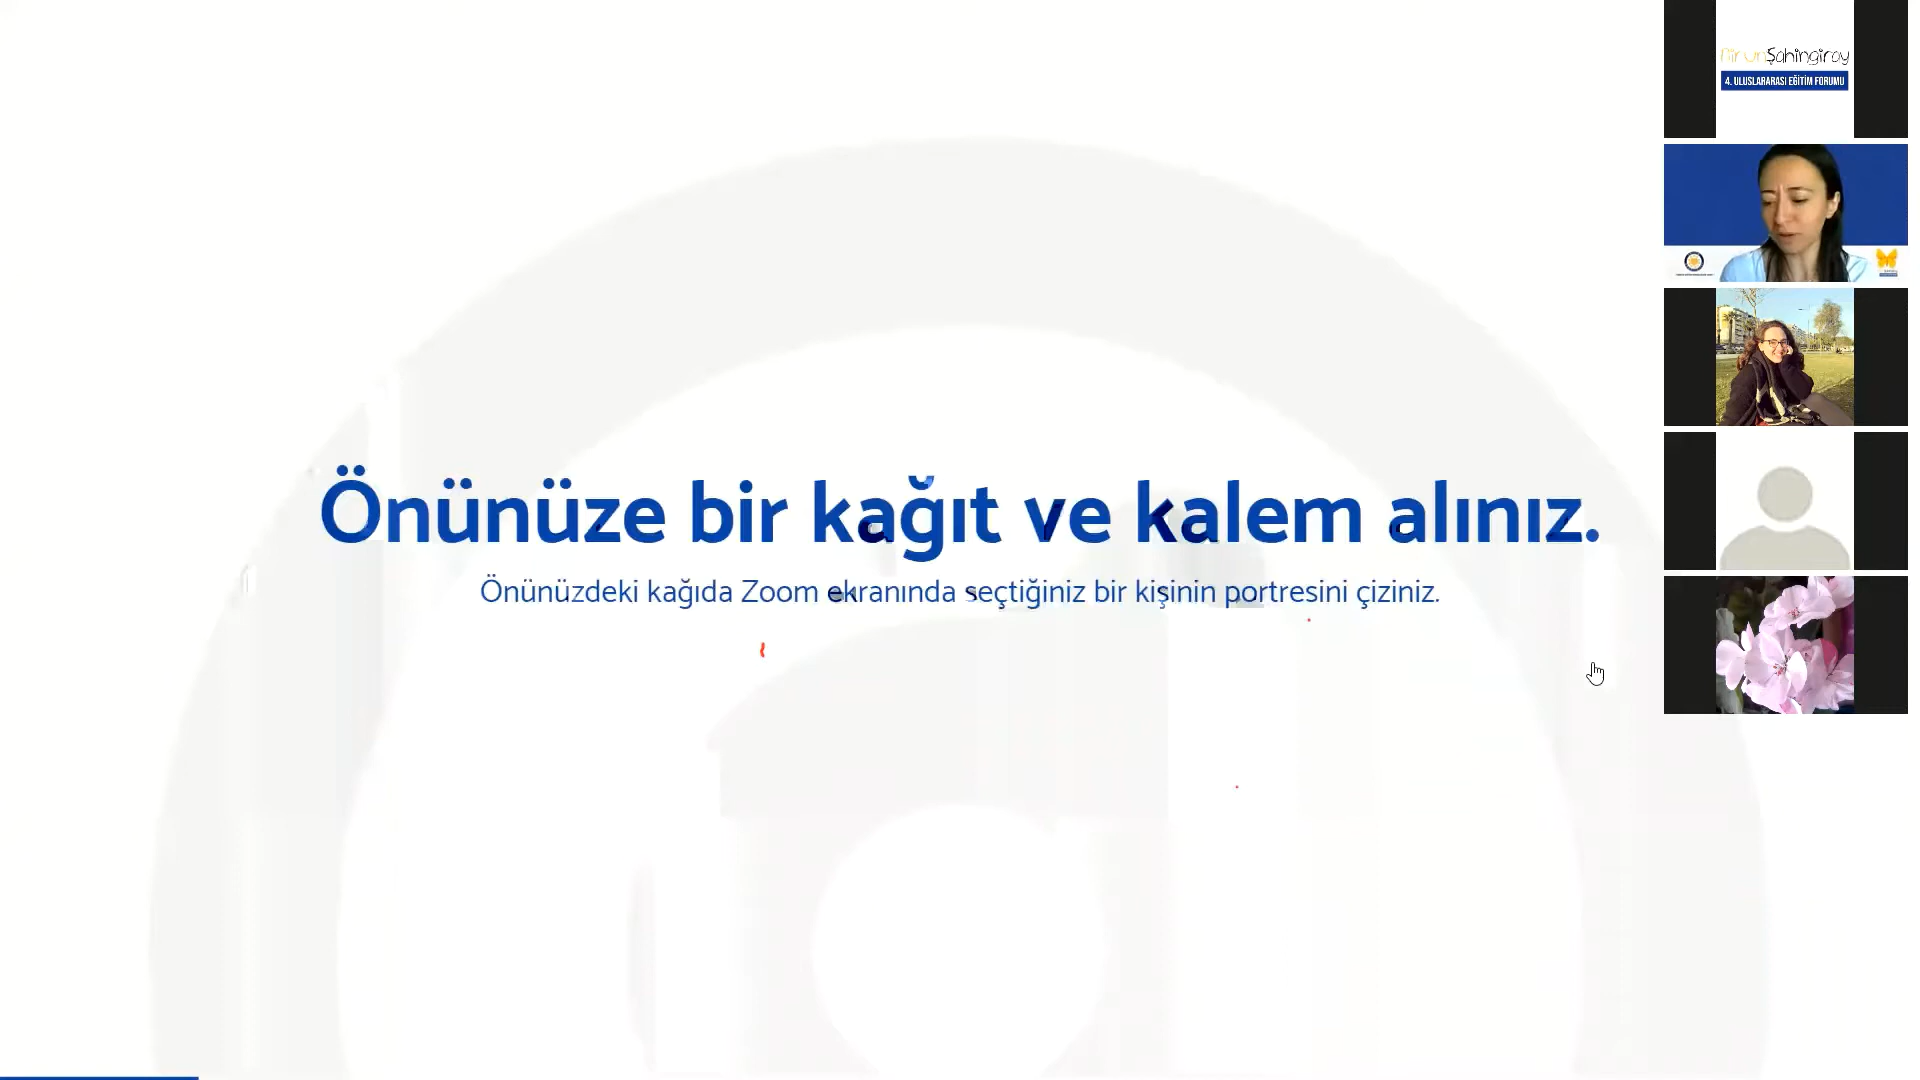 Önünüze bir kağıt ve kalem alınız.
Önünüzdeki kağıda Zoom ekranında seçtiğiniz bir kişinin portresini çiziniz.
NirunŞahingiray
4. ULUSLARARASI EĞİTİM FORUMU